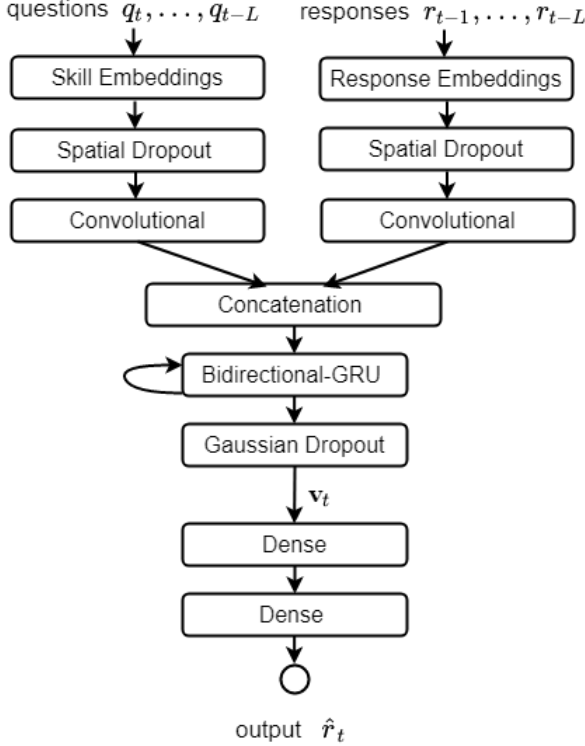 questions q_t, . . . , q_{t−L} responses r_{t−1}, . . . , r_{t−L}
Skill Embeddings Response Embeddings
Spatial Dropout Spatial Dropout
Convolutional Convolutional
Concatenation
Bidirectional-GRU
Gaussian Dropout
v_t
Dense
Dense
output r̂_t